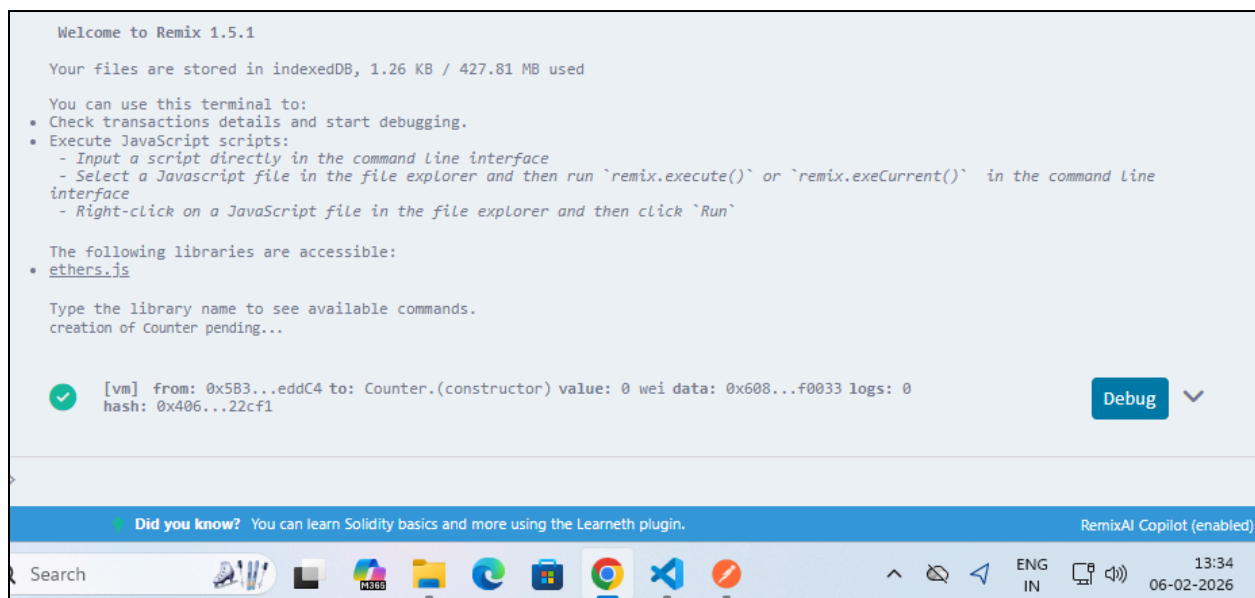 Welcome to Remix 1.5.1
Your files are stored in indexedDB, 1.26 KB / 427.81 MB used
You can use this terminal to:
• Check transactions details and start debugging.
• Execute JavaScript scripts:
- Input a script directly in the command line interface
- Select a Javascript file in the file explorer and then run `remix.execute()` or `remix.exeCurrent()` in the command line
interface
- Right-click on a JavaScript file in the file explorer and then click `Run`
The following libraries are accessible:
• ethers.js
Type the library name to see available commands.
creation of Counter pending...
[vm] from: 0x5B3...eddC4 to: Counter.(constructor) value: 0 wei data: 0x608...f0033 logs: 0
hash: 0x406...22cf1
Debug
>
Did you know? You can learn Solidity basics and more using the Learneth plugin.
RemixAI Copilot (enabled)
Search
M365
ENG
IN
13:34
06-02-2026